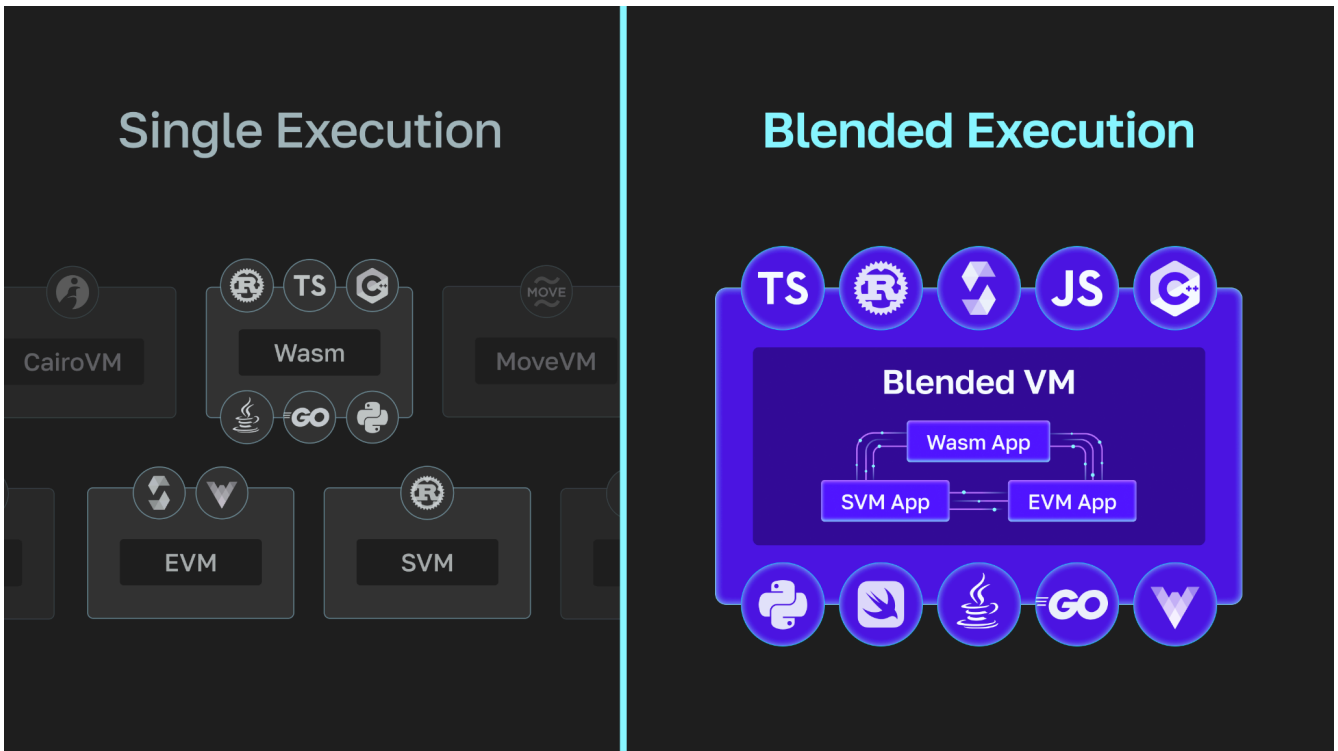 Single Execution
TS
MOVE
CairoVM
Wasm
MoveVM
GO
EVM
SVM
Blended Execution
TS
JS
++
Blended VM
Wasm App
SVM App
EVM App
GO